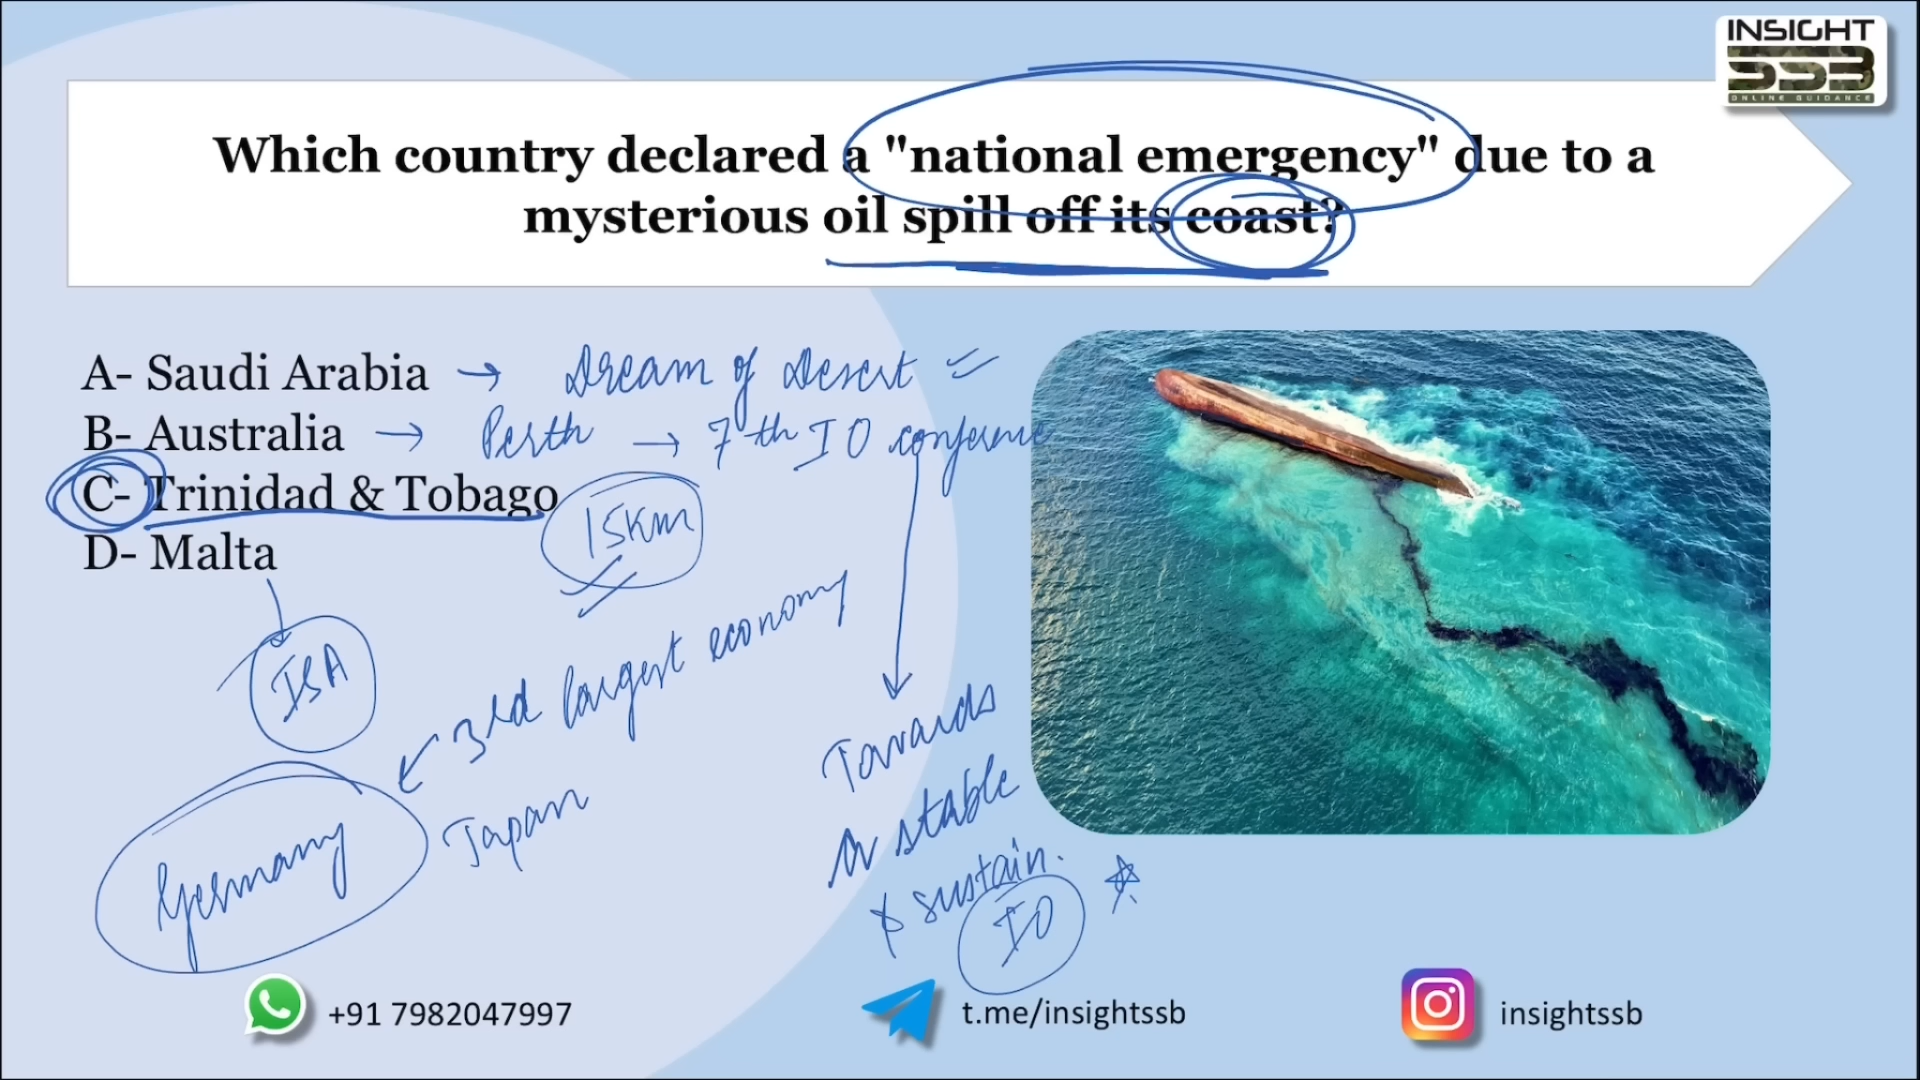 INSIGHT
SSB
ONLINE GUIDANCE
Which country declared a "national emergency" due to a
mysterious oil spill off its coast?
A- Saudi Arabia → Dream of Desert
B- Australia → Perth → 7th IO conference
C- Trinidad & Tobago
15km
D- Malta
ISA
3rd largest economy
Germany
Japan
Towards
a stable
& sustain.
IO
+91 7982047997
t.me/insightssb
insightssb